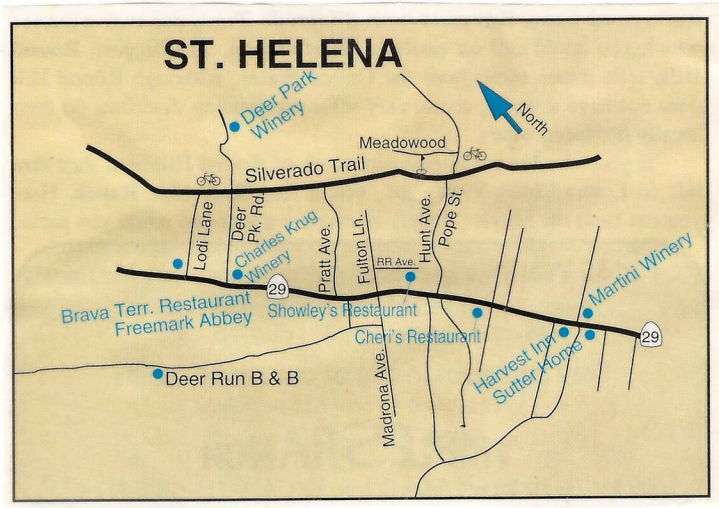 ST. HELENA
Deer Park
Winery
North
Meadowood
Silverado Trail
Lodi Lane
Deer
Pk. Rd.
Charles Krug
Winery
Pratt Ave.
Fulton Ln.
RR Ave.
Hunt Ave.
Pope St.
Martini Winery
29
Brava Terr. Restaurant
Freemark Abbey
Showley's Restaurant
Cheri's Restaurant
Harvest Inn
Sutter Home
29
Deer Run B & B
Madrona Ave.